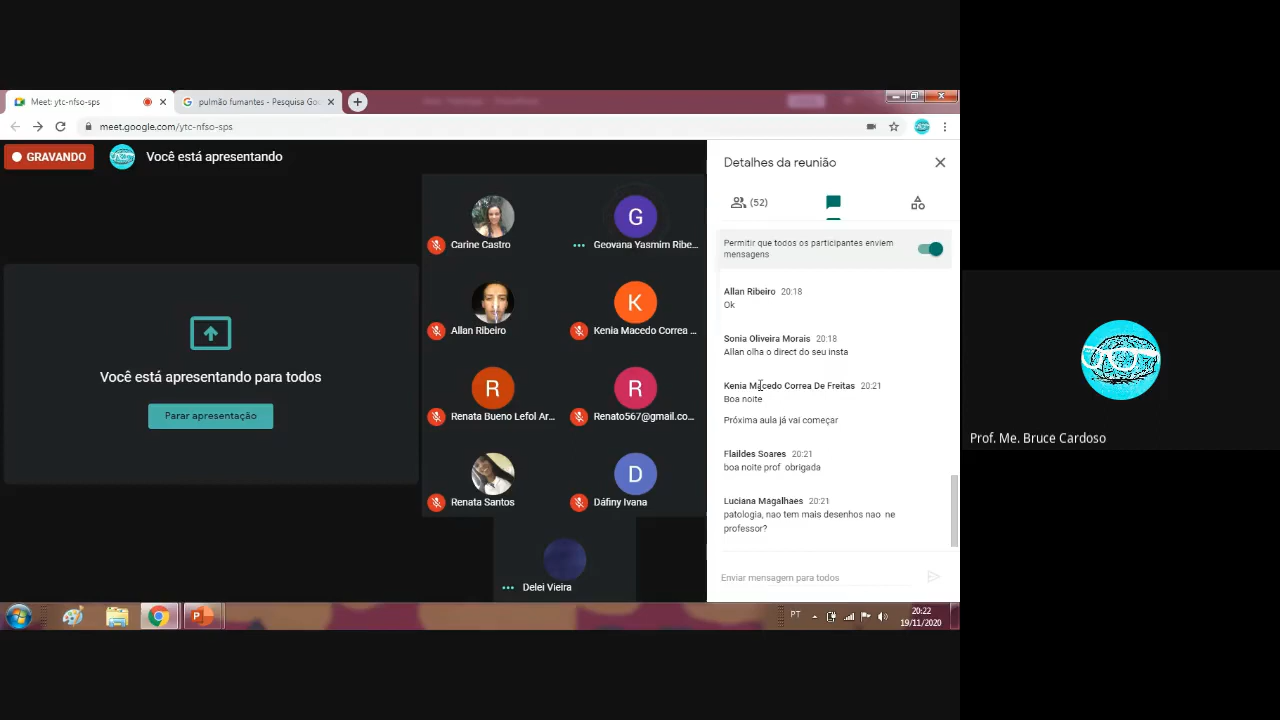 Meet: ytc-nfso-sps
pulmão fumantes - Pesquisa Goo
meet.google.com/ytc-nfso-sps
GRAVANDO
Você está apresentando
Você está apresentando para todos
Parar apresentação
Carine Castro
G
Geovana Yasmim Ribe...
Allan Ribeiro
K
Kenia Macedo Correa ...
R
Renata Bueno Lefol Ar...
R
Renato567@gmail.co...
Renata Santos
D
Dáfiny Ivana
Delei Vieira
Detalhes da reunião
(52)
Permitir que todos os participantes enviem
mensagens
Allan Ribeiro 20:18
Ok
Sonia Oliveira Morais 20:18
Allan olha o direct do seu insta
Kenia Macedo Correa De Freitas 20:21
Boa noite
Próxima aula já vai começar
Flaildes Soares 20:21
boa noite prof obrigada
Luciana Magalhaes 20:21
patologia, nao tem mais desenhos nao ne
professor?
Enviar mensagem para todos
Prof. Me. Bruce Cardoso
PT
20:22
19/11/2020